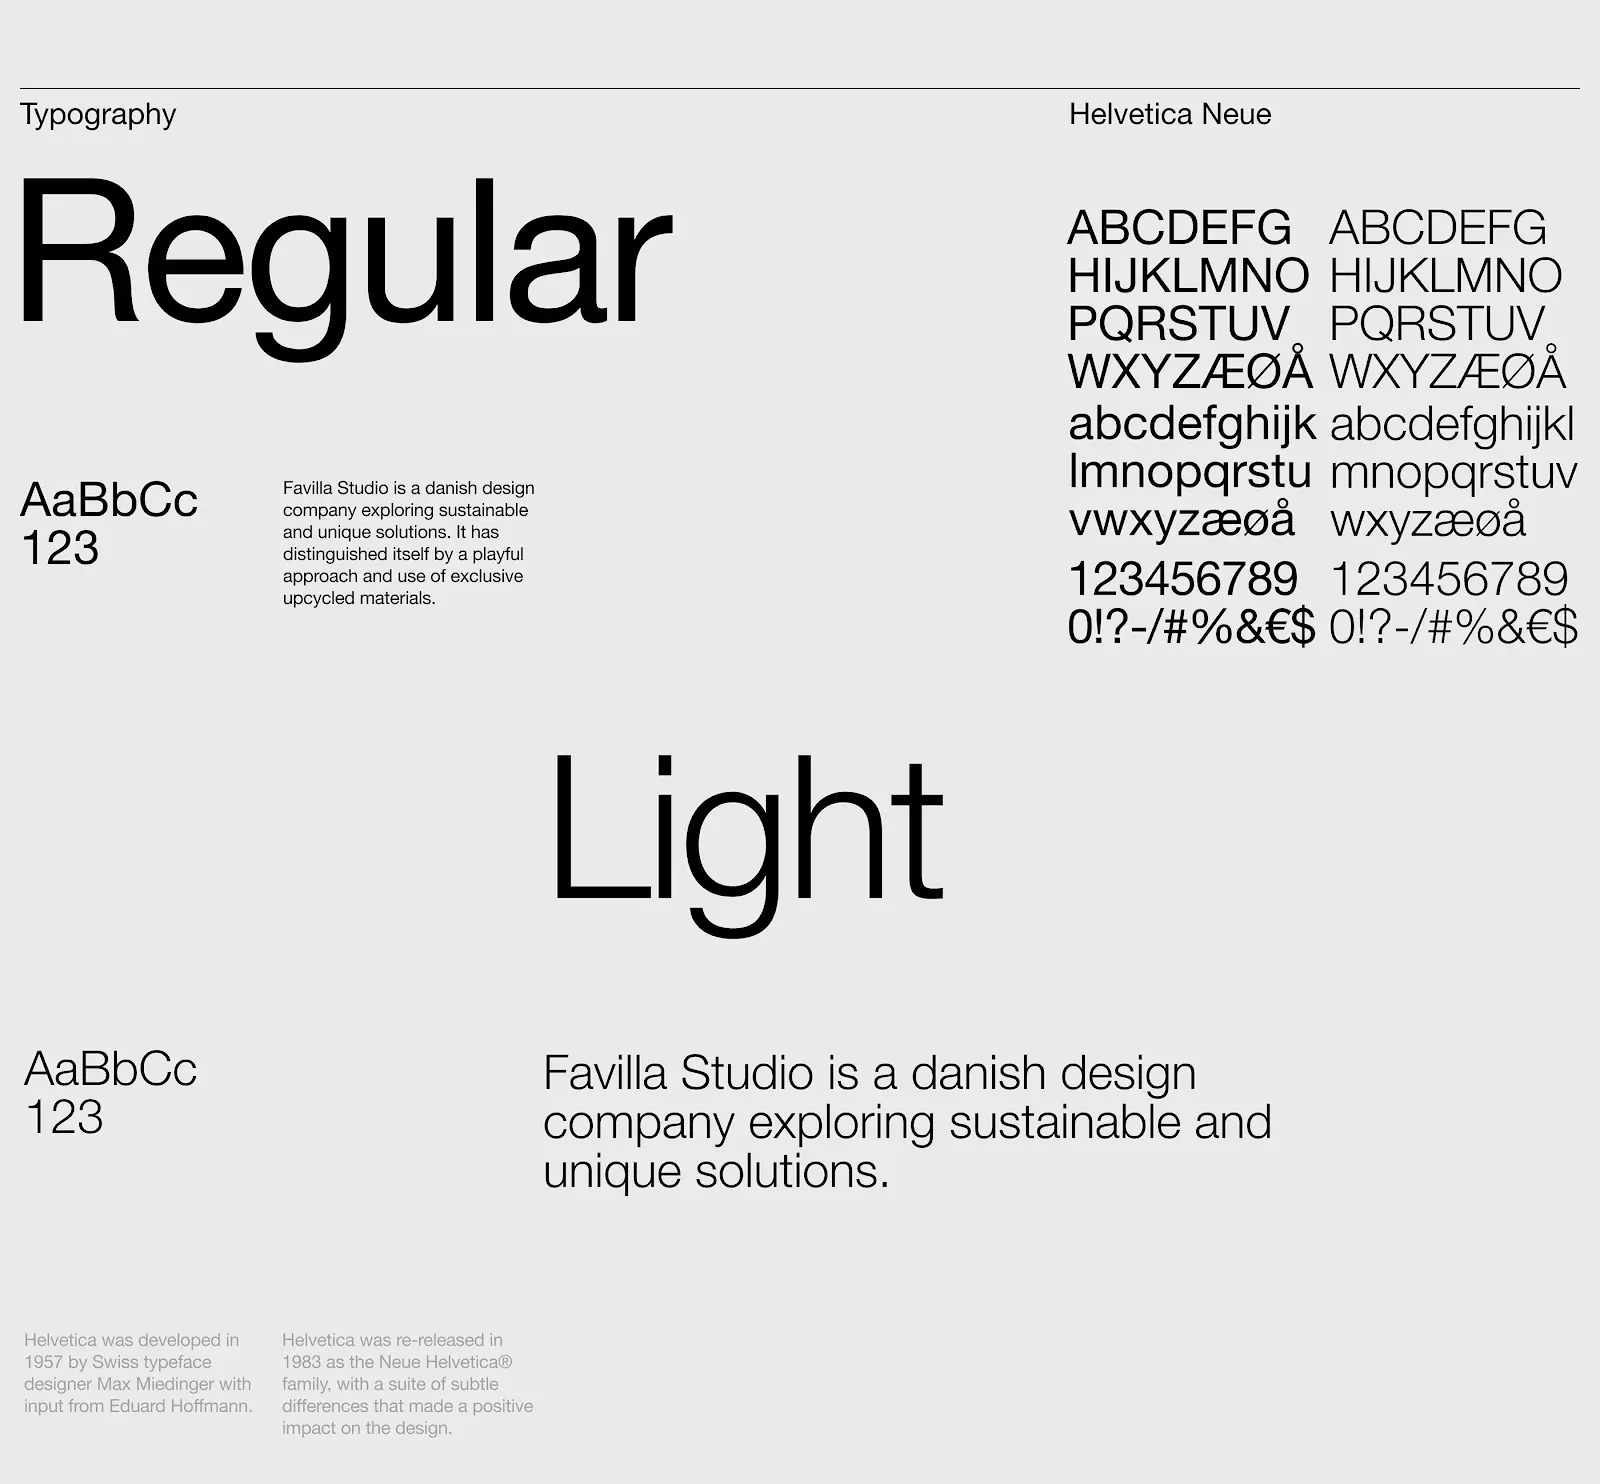 Typography
Helvetica Neue
Regular
ABCDEFG
HIJKLMNO
PQRSTUV
WXYZÆØÅ
abcdefghijk
lmnopqrstu
vwxyzæøå
123456789
0!?-/#%&€$
ABCDEFG
HIJKLMNO
PQRSTUV
WXYZÆØÅ
abcdefghijkl
mnopqrstuv
wxyzæøå
123456789
0!?-/#%&€$
AaBbCc
123
Favilla Studio is a danish design
company exploring sustainable
and unique solutions. It has
distinguished itself by a playful
approach and use of exclusive
upcycled materials.
Light
AaBbCc
123
Favilla Studio is a danish design
company exploring sustainable and
unique solutions.
Helvetica was developed in
1957 by Swiss typeface
designer Max Miedinger with
input from Eduard Hoffmann.
Helvetica was re-released in
1983 as the Neue Helvetica®
family, with a suite of subtle
differences that made a positive
impact on the design.